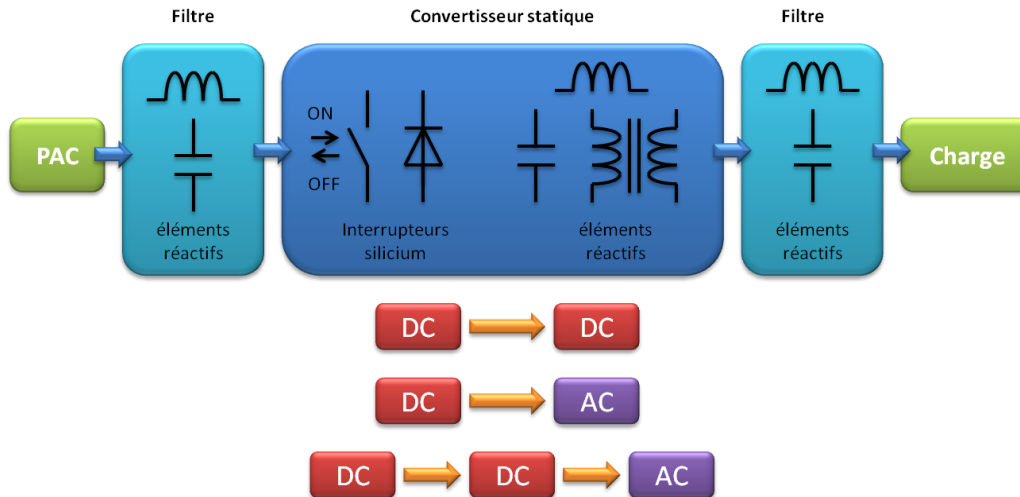 Filtre
Convertisseur statique
Filtre
PAC
éléments
réactifs
ON
OFF
Interrupteurs
silicium
éléments
réactifs
éléments
réactifs
Charge
DC
DC
DC
AC
DC
DC
AC